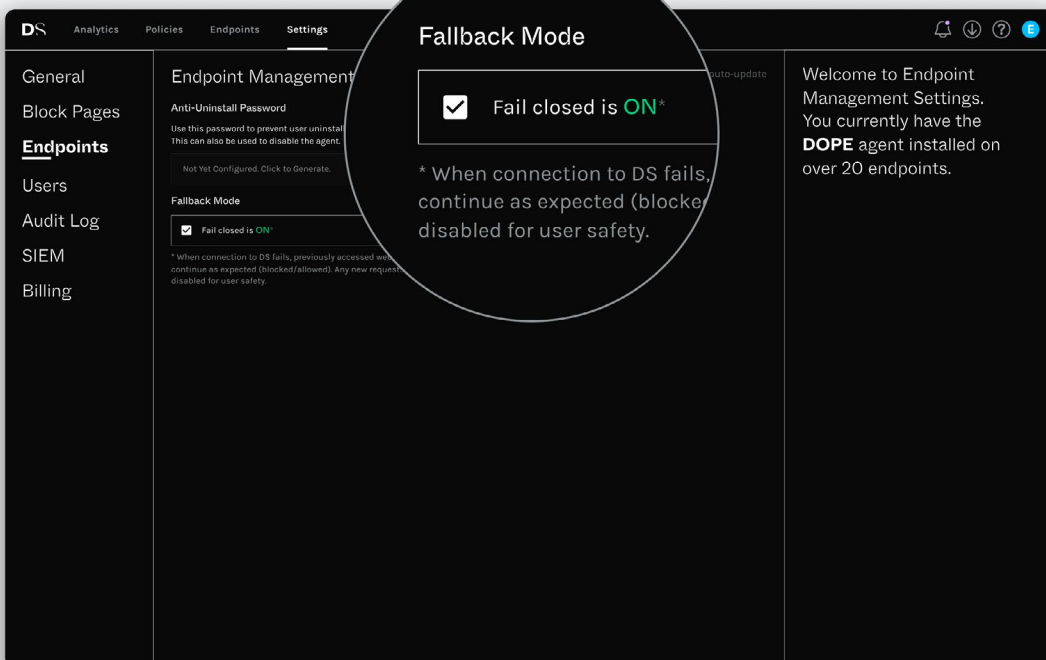 DS Analytics Policies Endpoints Settings
E
General
Block Pages
Endpoints
Users
Audit Log
SIEM
Billing
Endpoint Management
auto-update
Anti-Uninstall Password
Use this password to prevent user
This can also be used to disable the agent.
Not Yet Configured. Click to Generate.
Fallback Mode
Fail closed is ON*
* When connection to DS fails, previously accessed
continue as expected (blocked/allowed). Any new
disabled for user safety.
Fallback Mode
Fail closed is ON*
* When connection to DS fails,
continue as expected (blocked
disabled for user safety.
Welcome to Endpoint
Management Settings.
You currently have the
DOPE agent installed on
over 20 endpoints.